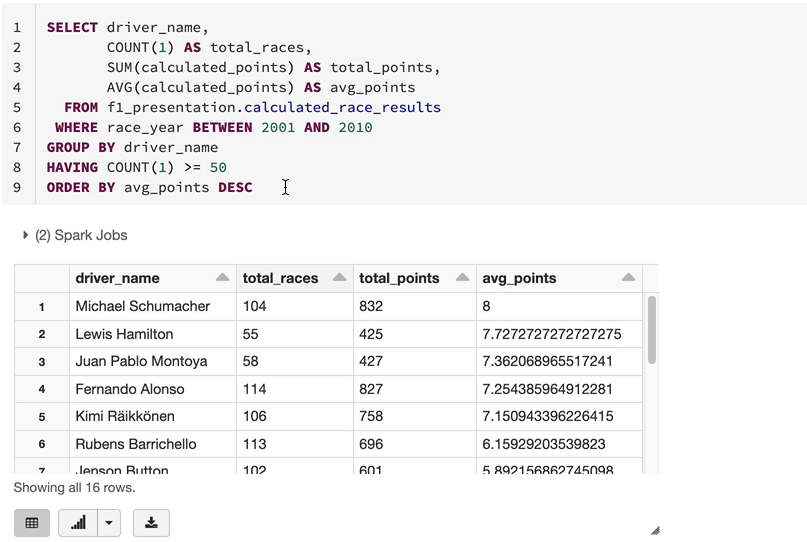 1 SELECT driver_name,
2 COUNT(1) AS total_races,
3 SUM(calculated_points) AS total_points,
4 AVG(calculated_points) AS avg_points
5 FROM f1_presentation.calculated_race_results
6 WHERE race_year BETWEEN 2001 AND 2010
7 GROUP BY driver_name
8 HAVING COUNT(1) >= 50
9 ORDER BY avg_points DESC
(2) Spark Jobs
driver_name total_races total_points avg_points
1 Michael Schumacher 104 832 8
2 Lewis Hamilton 55 425 7.7272727272727275
3 Juan Pablo Montoya 58 427 7.362068965517241
4 Fernando Alonso 114 827 7.254385964912281
5 Kimi Räikkönen 106 758 7.150943396226415
6 Rubens Barrichello 113 696 6.15929203539823
7 Jenson Button 102 601 5.892156862745098
Showing all 16 rows.